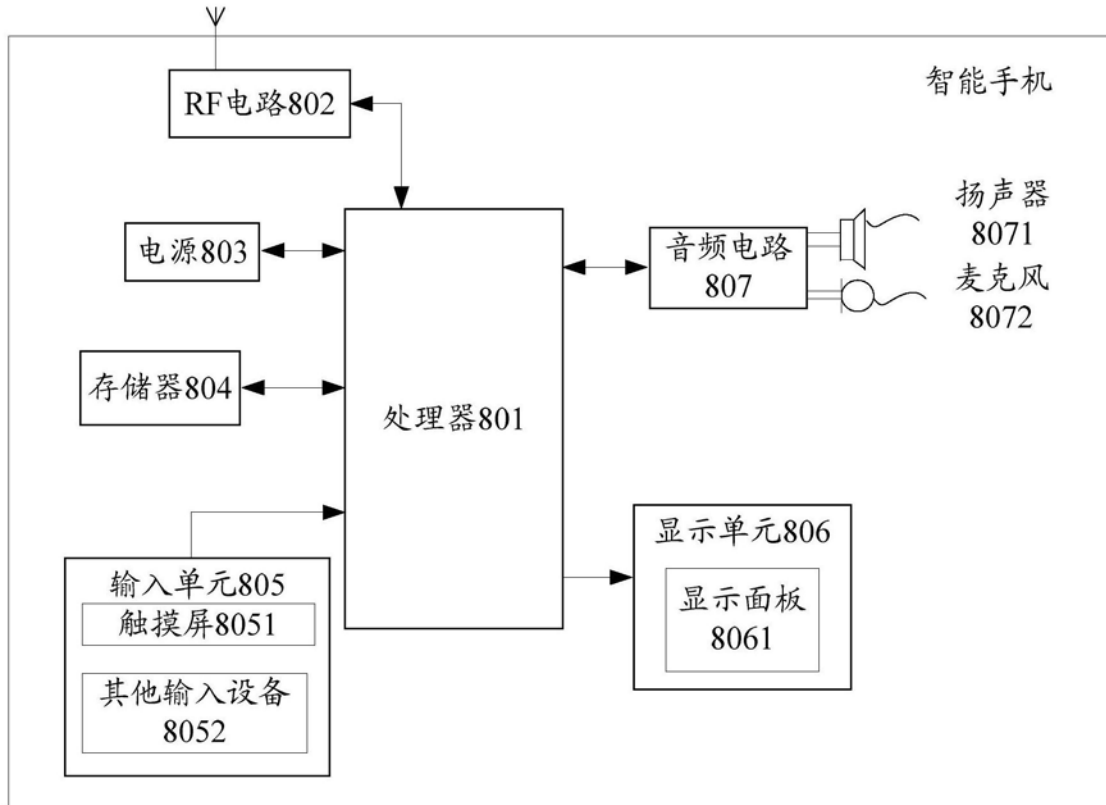 智能手机
RF电路802
扬声器
8071
电源803
音频电路
807
麦克风
8072
存储器804
处理器801
显示单元806
显示面板
8061
输入单元805
触摸屏8051
其他输入设备
8052